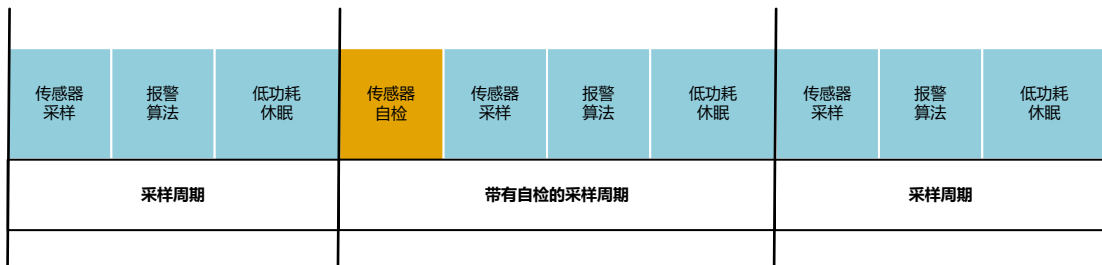 传感器
采样
报警
算法
低功耗
休眠
传感器
自检
传感器
采样
报警
算法
低功耗
休眠
传感器
采样
报警
算法
低功耗
休眠
采样周期
带有自检的采样周期
采样周期